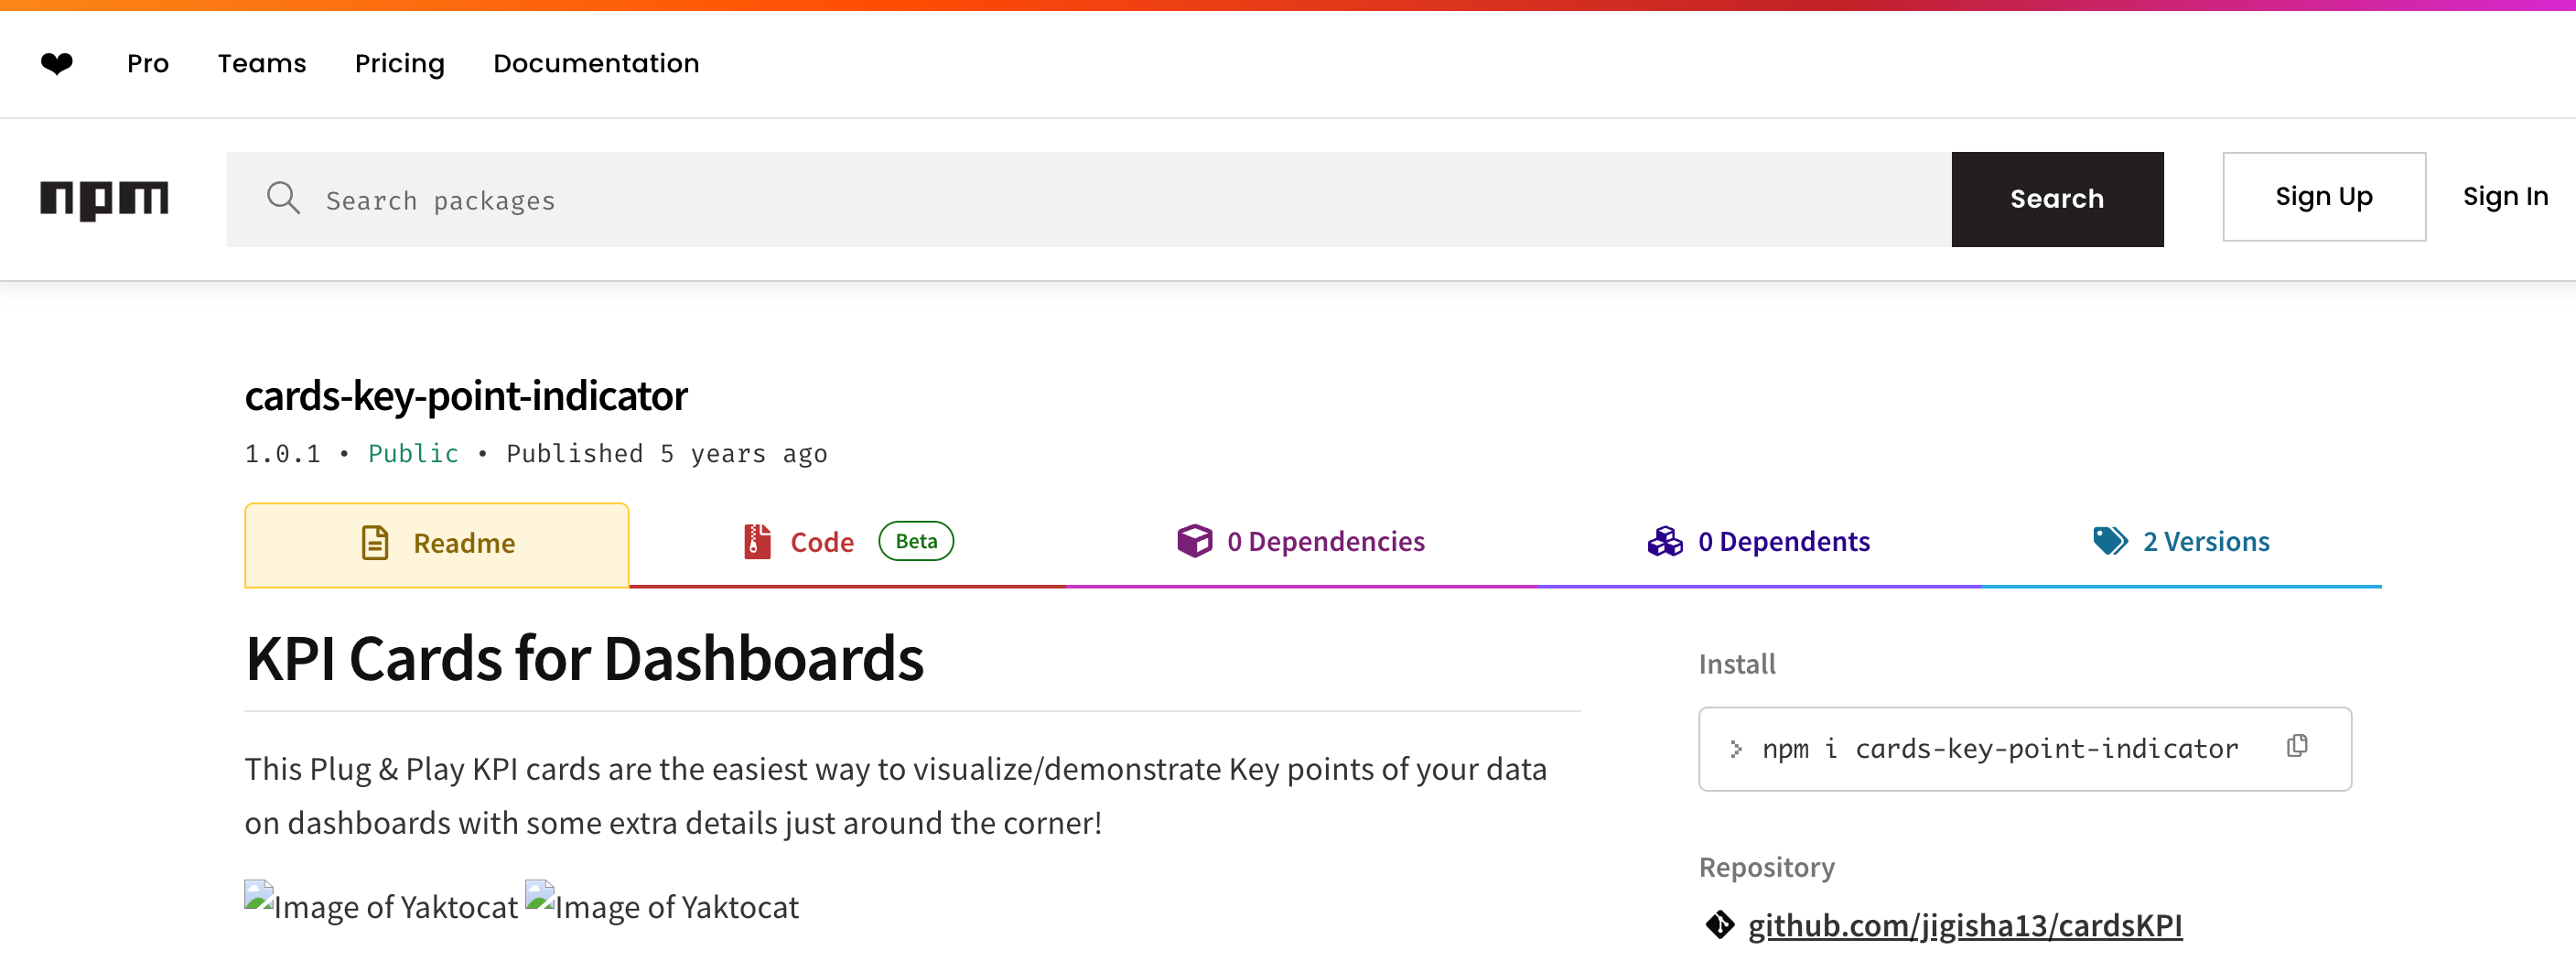 ❤ Pro Teams Pricing Documentation
npm Search packages Search Sign Up Sign In
cards-key-point-indicator
1.0.1 • Public • Published 5 years ago
Readme Code Beta 0 Dependencies 0 Dependents 2 Versions
KPI Cards for Dashboards
This Plug & Play KPI cards are the easiest way to visualize/demonstrate Key points of your data
on dashboards with some extra details just around the corner!
Image of Yaktocat Image of Yaktocat
Install
> npm i cards-key-point-indicator
Repository
github.com/jigisha13/cardsKPI